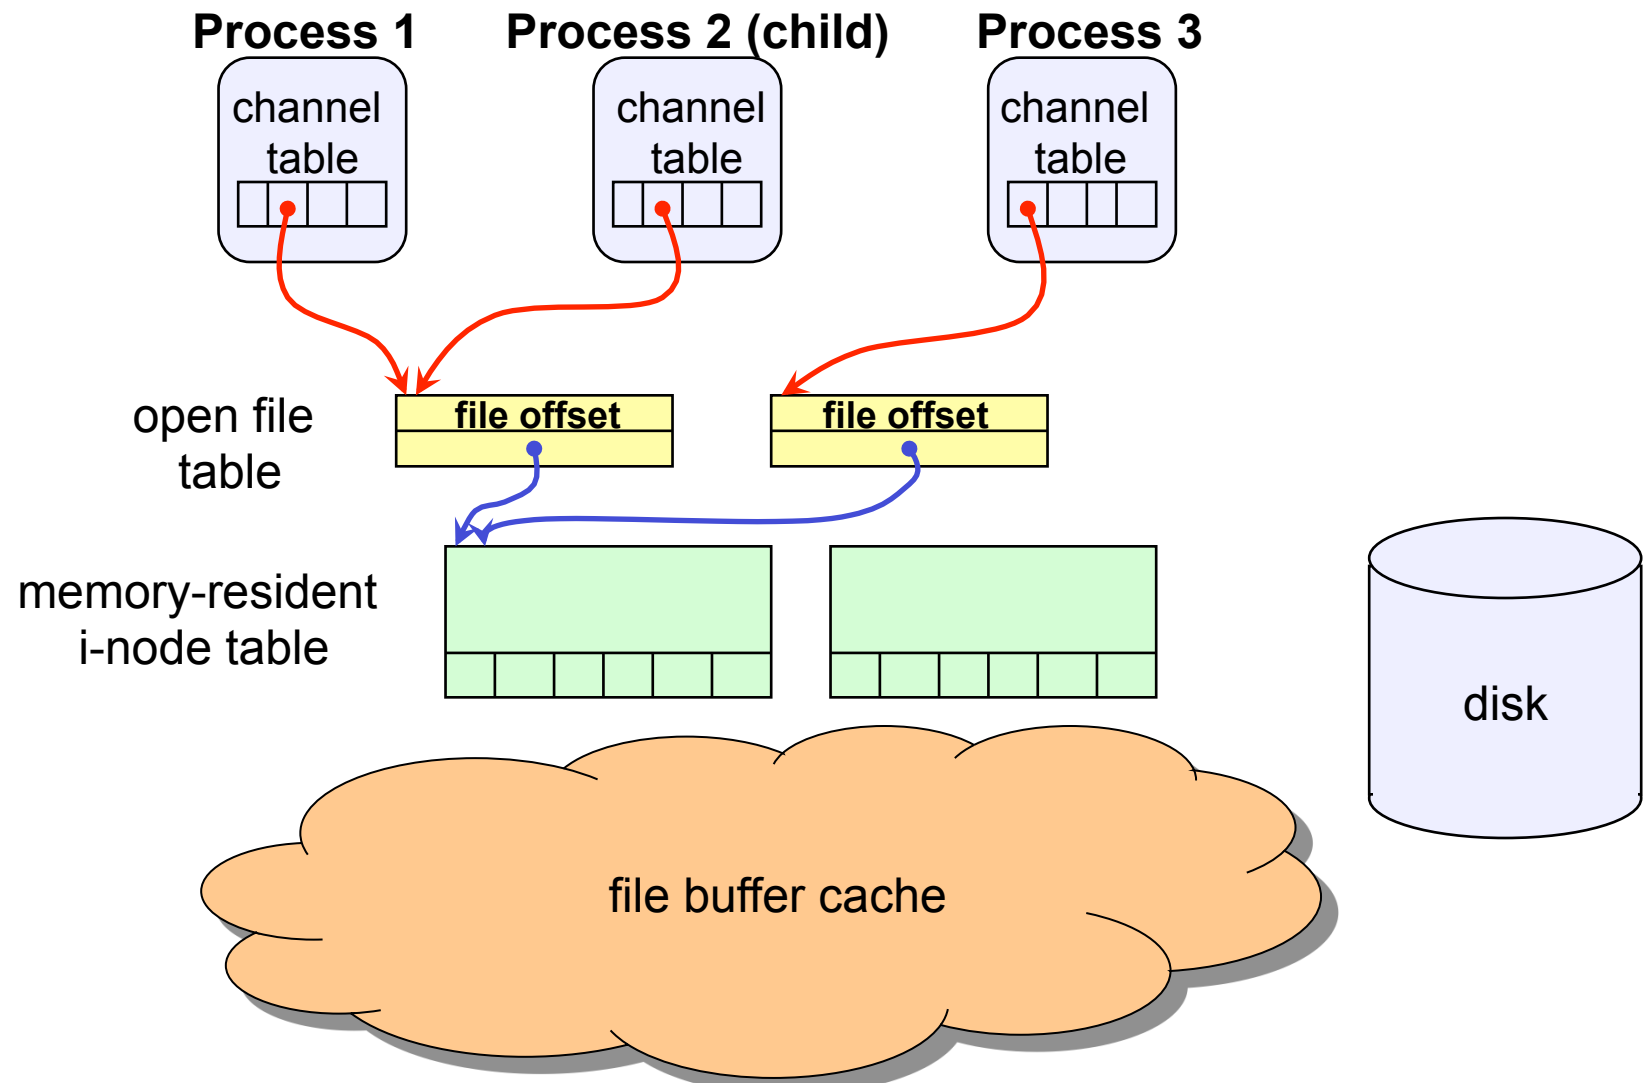 Process 1
Process 2 (child)
Process 3
channel
table
channel
table
channel
table
open file
table
file offset
file offset
memory-resident
i-node table
disk
file buffer cache